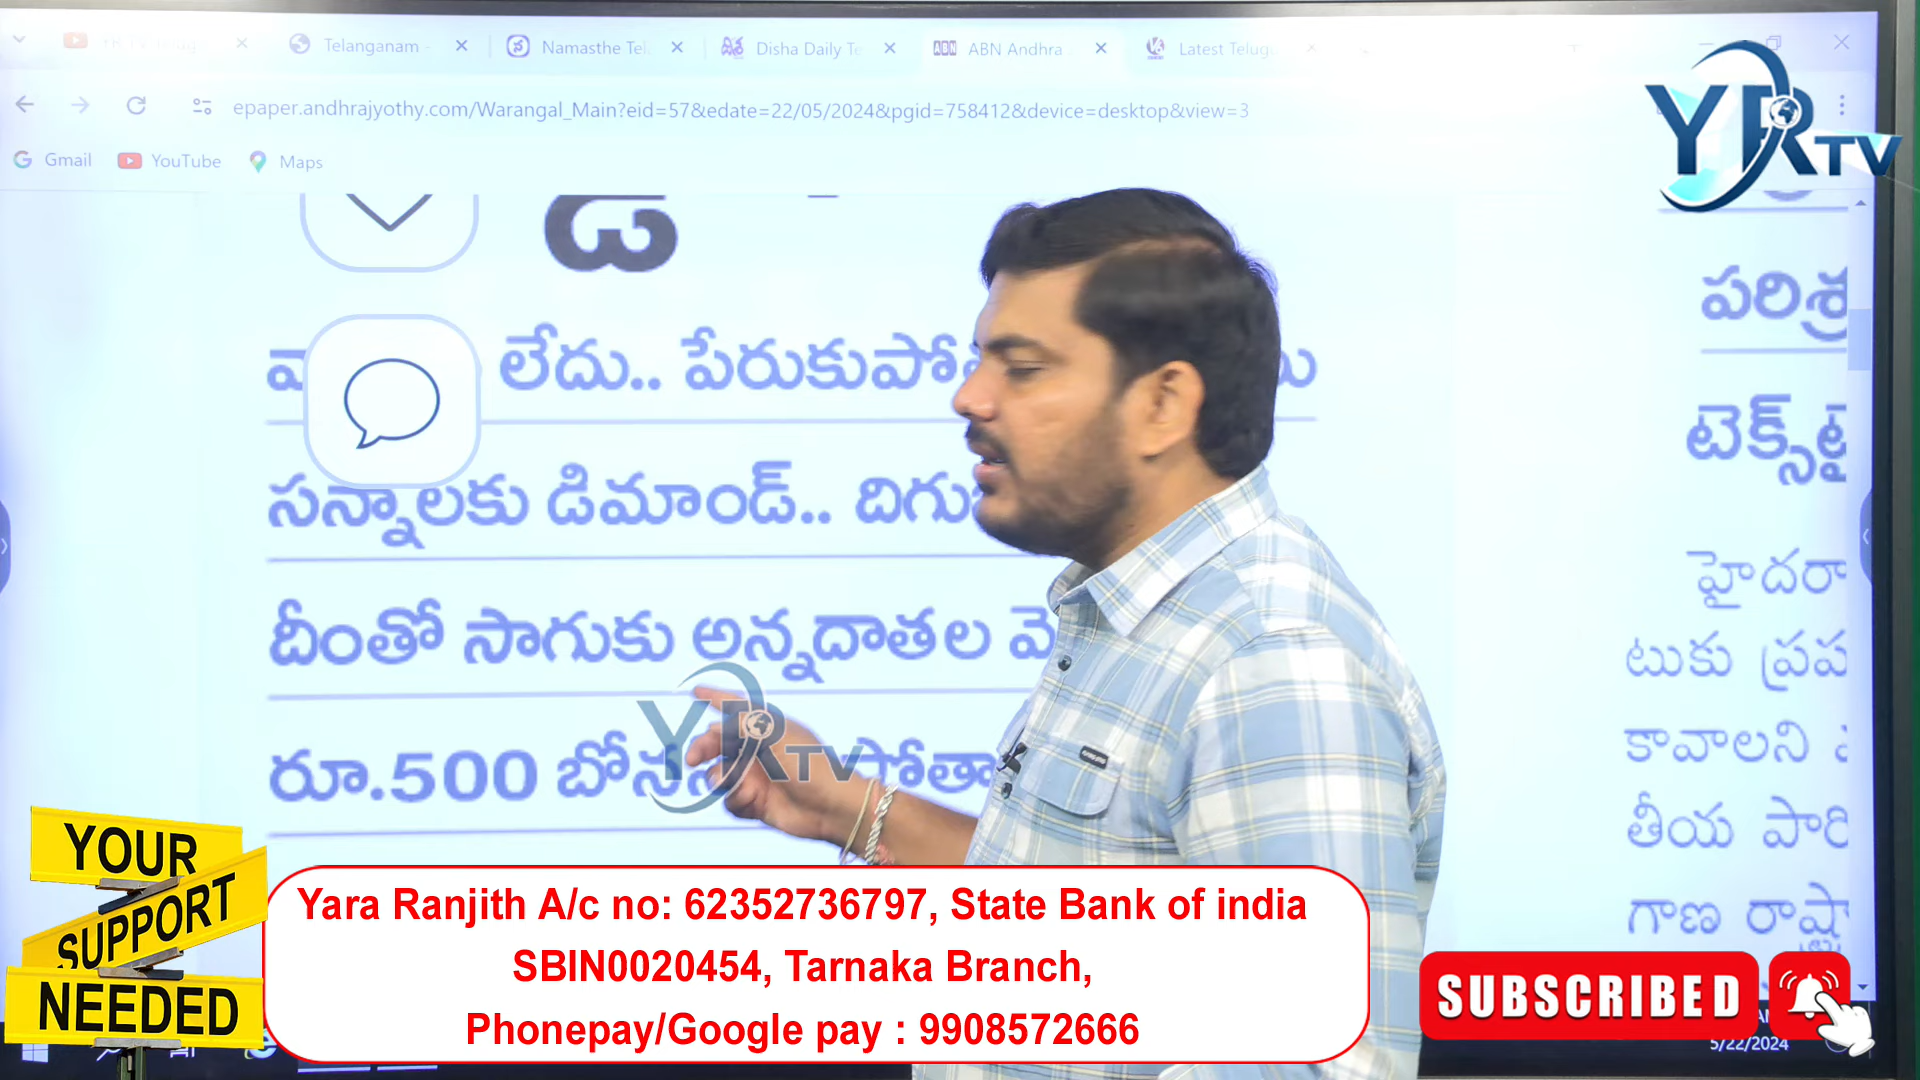 Telanganam -
Namasthe Tel
Disha Daily Te
ABN ABN Andhra
Latest Telugu
epaper.andhrajyothy.com/Warangal_Main?eid=57&edate=22/05/2024&pgid=758412&device=desktop&view=3
Gmail
YouTube
Maps
YRTV
డి
లేదు.. పేరుకుపో
సన్నాలకు డిమాండ్.. దిగు
దీంతో సాగుకు అన్నదాతల వె
రూ.500 బోన
YRTV
పరిశ్ర
టెక్స్‌టై
హైదరా
టుకు ప్రప
కావాలని
తీయ పారి
గాణ రాష్ట్రా
YOUR
SUPPORT
NEEDED
Yara Ranjith A/c no: 62352736797, State Bank of india
SBIN0020454, Tarnaka Branch,
Phonepay/Google pay : 9908572666
SUBSCRIBED
5/22/2024